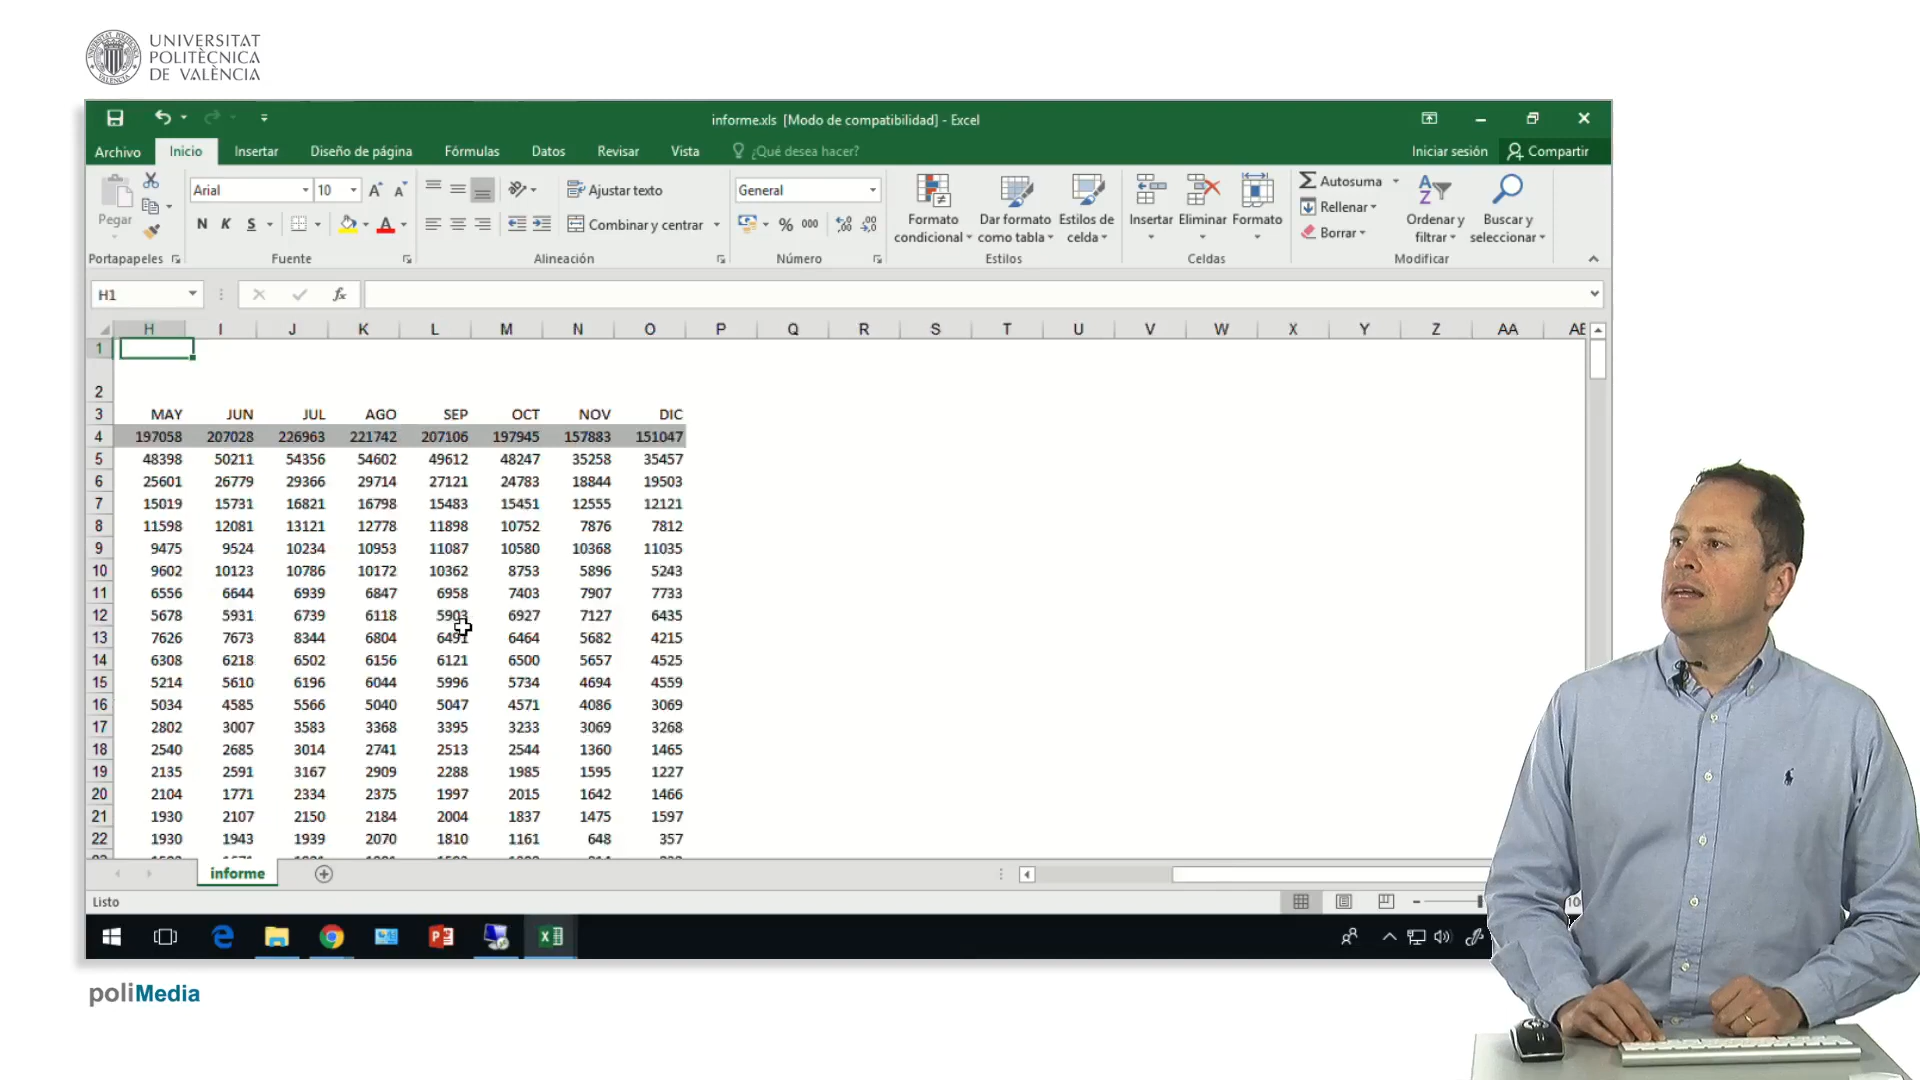 UNIVERSITAT
POLITÈCNICA
DE VALÈNCIA
informe.xls [Modo de compatibilidad] - Excel
Archivo Inicio Insertar Diseño de página Fórmulas Datos Revisar Vista ¿Qué desea hacer? Iniciar sesión Compartir
Pegar
Arial 10
N K S
Ajustar texto
Combinar y centrar
General
% 000
Formato condicional
Dar formato como tabla
Estilos de celda
Insertar Eliminar Formato
Autosuma
Rellenar
Borrar
Ordenar y filtrar
Buscar y seleccionar
Portapapeles Fuente Alineación Número Estilos Celdas Modificar
H1 fx
H I J K L M N O P Q R S T U V W X Y Z AA
1
2
3 MAY JUN JUL AGO SEP OCT NOV DIC
4 197058 207028 226963 221742 207106 197945 157883 151047
5 48398 50211 54356 54602 49612 48247 35258 35457
6 25601 26779 29366 29714 27121 24783 18844 19503
7 15019 15731 16821 16798 15483 15451 12555 12121
8 11598 12081 13121 12778 11898 10752 7876 7812
9 9475 9524 10234 10953 11087 10580 10368 11035
10 9602 10123 10786 10172 10362 8753 5896 5243
11 6556 6644 6939 6847 6958 7403 7907 7733
12 5678 5931 6739 6118 5903 6927 7127 6435
13 7626 7673 8344 6804 6491 6464 5682 4215
14 6308 6218 6502 6156 6121 6500 5657 4525
15 5214 5610 6196 6044 5996 5734 4694 4559
16 5034 4585 5566 5040 5047 4571 4086 3069
17 2802 3007 3583 3368 3395 3233 3069 3268
18 2540 2685 3014 2741 2513 2544 1360 1465
19 2135 2591 3167 2909 2288 1985 1595 1227
20 2104 1771 2334 2375 1997 2015 1642 1466
21 1930 2107 2150 2184 2004 1837 1475 1597
22 1930 1943 1939 2070 1810 1161 648 357
informe
Listo
poliMedia